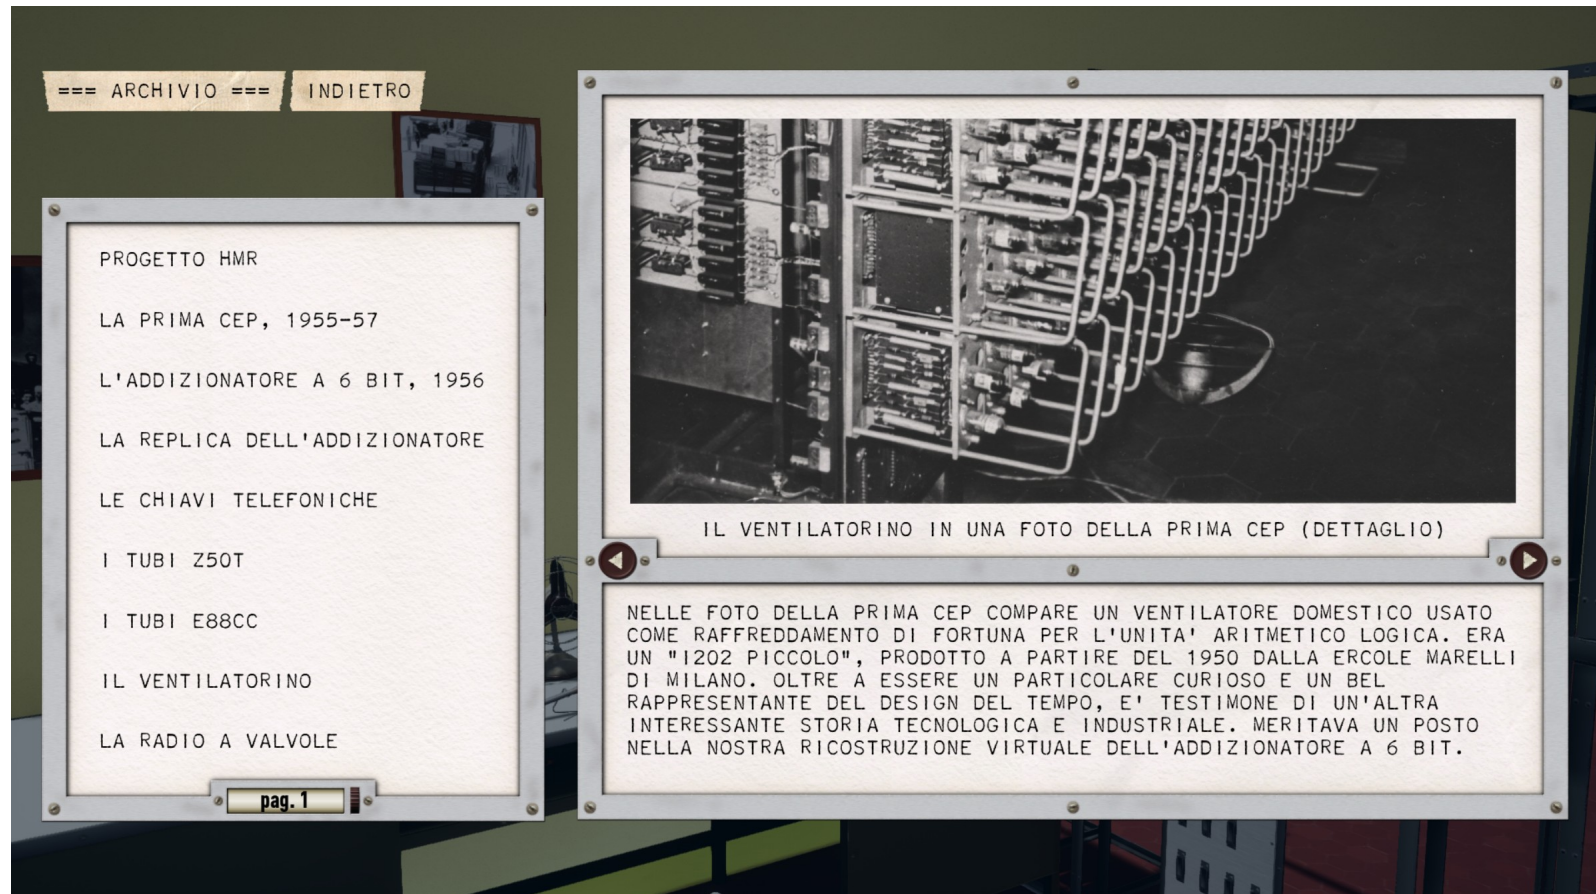 === ARCHIVIO ===
INDIETRO
PROGETTO HMR
LA PRIMA CEP, 1955-57
L'ADDIZIONATORE A 6 BIT, 1956
LA REPLICA DELL'ADDIZIONATORE
LE CHIAVI TELEFONICHE
I TUBI Z50T
I TUBI E88CC
IL VENTILATORINO
LA RADIO A VALVOLE
pag. 1
IL VENTILATORINO IN UNA FOTO DELLA PRIMA CEP (DETTAGLIO)
NELLE FOTO DELLA PRIMA CEP COMPARE UN VENTILATORE DOMESTICO USATO
COME RAFFREDDAMENTO DI FORTUNA PER L'UNITA' ARITMETICO LOGICA. ERA
UN "1202 PICCOLO", PRODOTTO A PARTIRE DEL 1950 DALLA ERCOLE MARELLI
DI MILANO. OLTRE A ESSERE UN PARTICOLARE CURIOSO E UN BEL
RAPPRESENTANTE DEL DESIGN DEL TEMPO, E' TESTIMONE DI UN'ALTRA
INTERESSANTE STORIA TECNOLOGICA E INDUSTRIALE. MERITAVA UN POSTO
NELLA NOSTRA RICOSTRUZIONE VIRTUALE DELL'ADDIZIONATORE A 6 BIT.